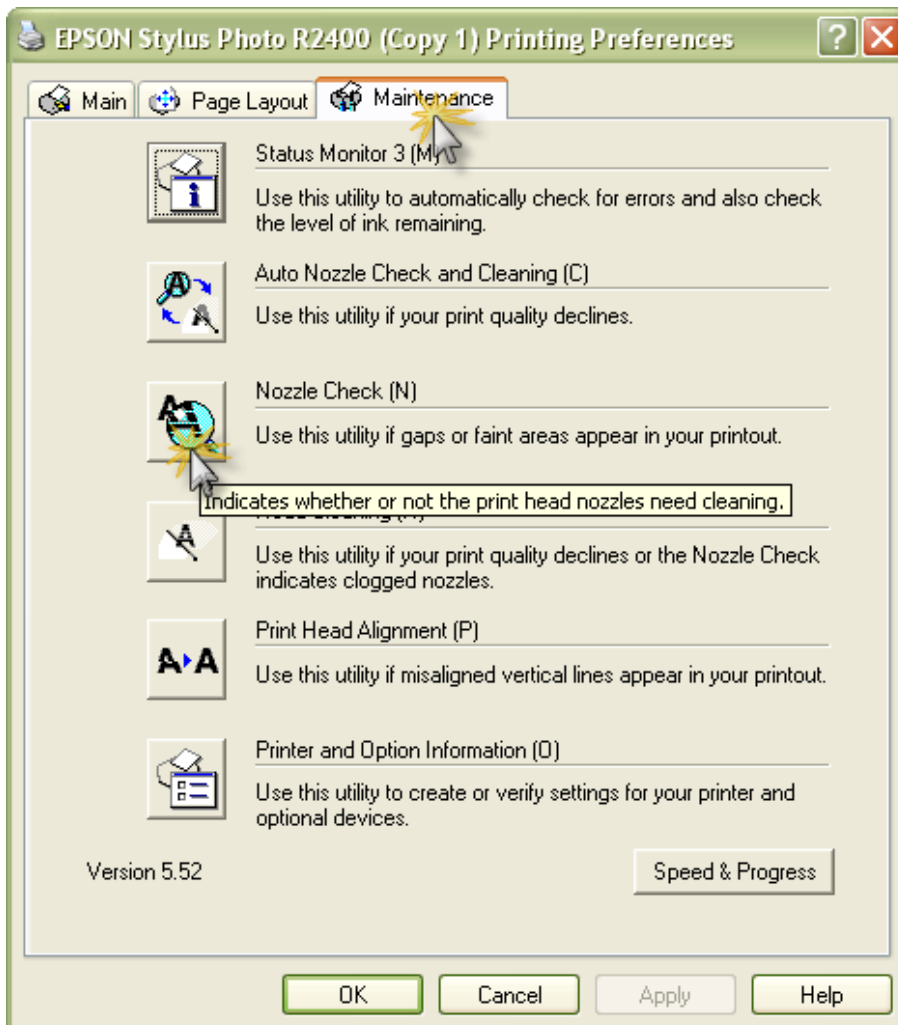 EPSON Stylus Photo R2400 (Copy 1) Printing Preferences
Main Page Layout Maintenance
Status Monitor 3 (M)
Use this utility to automatically check for errors and also check
the level of ink remaining.
Auto Nozzle Check and Cleaning (C)
Use this utility if your print quality declines.
Nozzle Check (N)
Use this utility if gaps or faint areas appear in your printout.
Indicates whether or not the print head nozzles need cleaning.
Use this utility if your print quality declines or the Nozzle Check
indicates clogged nozzles.
Print Head Alignment (P)
Use this utility if misaligned vertical lines appear in your printout.
Printer and Option Information (O)
Use this utility to create or verify settings for your printer and
optional devices.
Version 5.52
Speed & Progress
OK Cancel Apply Help